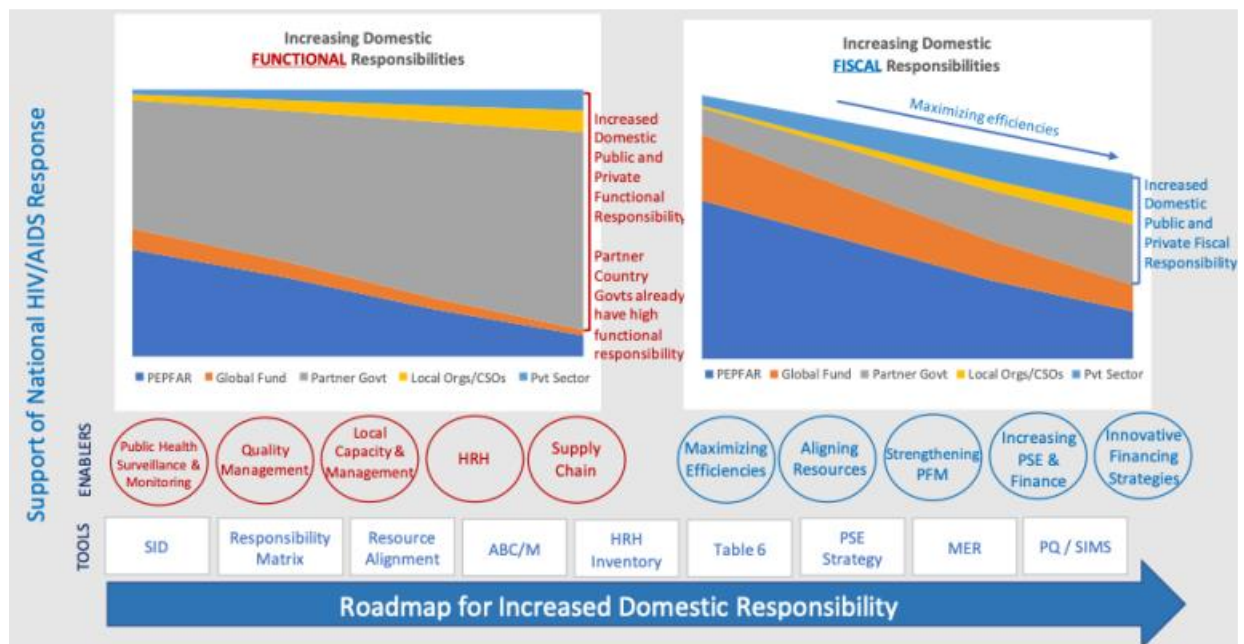 Support of National HIV/AIDS Response
Increasing Domestic
FUNCTIONAL Responsibilities
Increased
Domestic
Public and
Private
Functional
Responsibility
Partner
Country
Govts already
have high
functional
responsibility
PEPFAR
Global Fund
Partner Govt
Local Orgs/CSOs
Pvt Sector
Increasing Domestic
FISCAL Responsibilities
Maximizing efficiencies
Increased
Domestic
Public and
Private Fiscal
Responsibility
PEPFAR
Global Fund
Partner Govt
Local Orgs/CSOs
Pvt Sector
ENABLERS
Public Health
Surveillance &
Monitoring
Quality
Management
Local
Capacity &
Management
HRH
Supply
Chain
Maximizing
Efficiencies
Aligning
Resources
Strengthening
PFM
Increasing
PSE &
Finance
Innovative
Financing
Strategies
TOOLS
SID
Responsibility
Matrix
Resource
Alignment
ABC/M
HRH
Inventory
Table 6
PSE
Strategy
MER
PQ / SIMS
Roadmap for Increased Domestic Responsibility